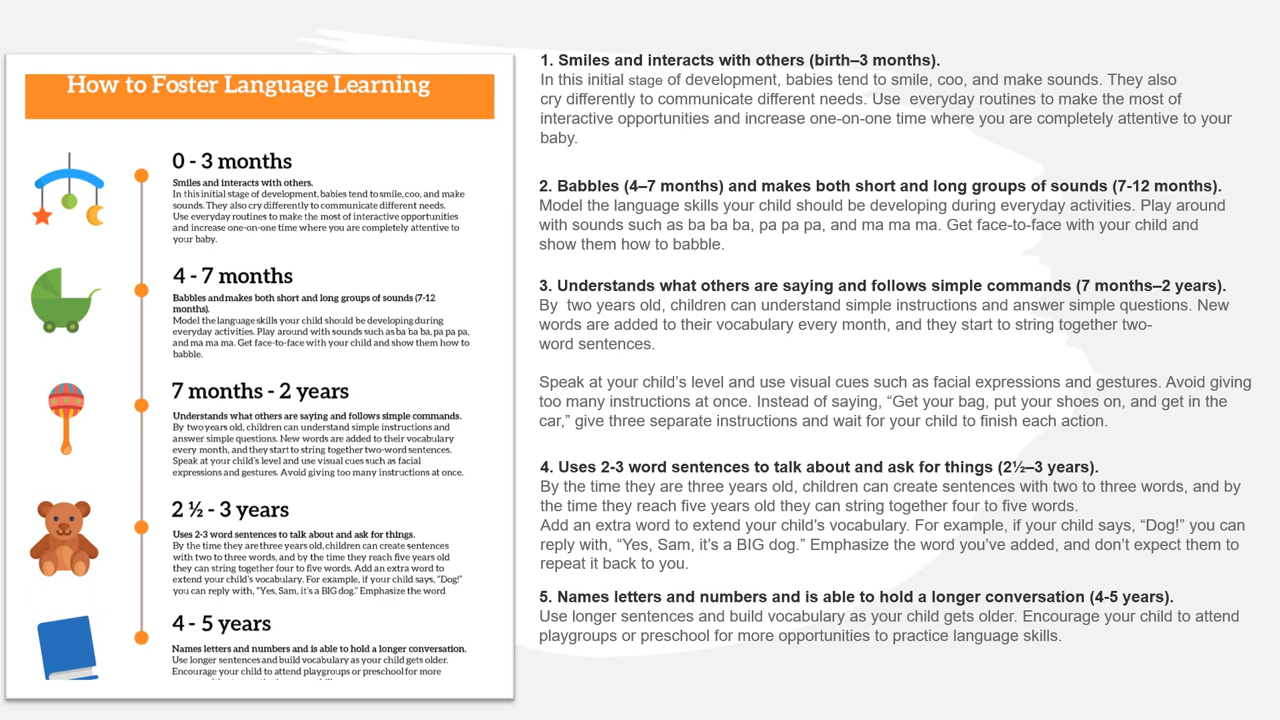 How to Foster Language Learning
0 - 3 months
Smiles and interacts with others.
In this initial stage of development, babies tend to smile, coo, and make
sounds. They also cry differently to communicate different needs.
Use everyday routines to make the most of interactive opportunities
and increase one-on-one time where you are completely attentive to
your baby.
4 - 7 months
Babbles and makes both short and long groups of sounds (7-12
months).
Model the language skills your child should be developing during
everyday activities. Play around with sounds such as ba ba ba, pa pa pa,
and ma ma ma. Get face-to-face with your child and show them how to
babble.
7 months - 2 years
Understands what others are saying and follows simple commands.
By two years old, children can understand simple instructions and
answer simple questions. New words are added to their vocabulary
every month, and they start to string together two-word sentences.
Speak at your child's level and use visual cues such as facial
expressions and gestures. Avoid giving too many instructions at once.
2 ½ - 3 years
Uses 2-3 word sentences to talk about and ask for things.
By the time they are three years old, children can create sentences
with two to three words, and by the time they reach five years old
they can string together four to five words. Add an extra word to
extend your child's vocabulary. For example, if your child says, "Dog!"
you can reply with, "Yes, Sam, it's a BIG dog." Emphasize the word
4 - 5 years
Names letters and numbers and is able to hold a longer conversation.
Use longer sentences and build vocabulary as your child gets older.
Encourage your child to attend playgroups or preschool for more
1. Smiles and interacts with others (birth–3 months).
In this initial stage of development, babies tend to smile, coo, and make sounds. They also
cry differently to communicate different needs. Use everyday routines to make the most of
interactive opportunities and increase one-on-one time where you are completely attentive to your
baby.
2. Babbles (4–7 months) and makes both short and long groups of sounds (7-12 months).
Model the language skills your child should be developing during everyday activities. Play around
with sounds such as ba ba ba, pa pa pa, and ma ma ma. Get face-to-face with your child and
show them how to babble.
3. Understands what others are saying and follows simple commands (7 months–2 years).
By two years old, children can understand simple instructions and answer simple questions. New
words are added to their vocabulary every month, and they start to string together two-
word sentences.
Speak at your child’s level and use visual cues such as facial expressions and gestures. Avoid giving
too many instructions at once. Instead of saying, “Get your bag, put your shoes on, and get in the
car,” give three separate instructions and wait for your child to finish each action.
4. Uses 2-3 word sentences to talk about and ask for things (2½–3 years).
By the time they are three years old, children can create sentences with two to three words, and by
the time they reach five years old they can string together four to five words.
Add an extra word to extend your child’s vocabulary. For example, if your child says, “Dog!” you can
reply with, “Yes, Sam, it’s a BIG dog.” Emphasize the word you’ve added, and don’t expect them to
repeat it back to you.
5. Names letters and numbers and is able to hold a longer conversation (4-5 years).
Use longer sentences and build vocabulary as your child gets older. Encourage your child to attend
playgroups or preschool for more opportunities to practice language skills.